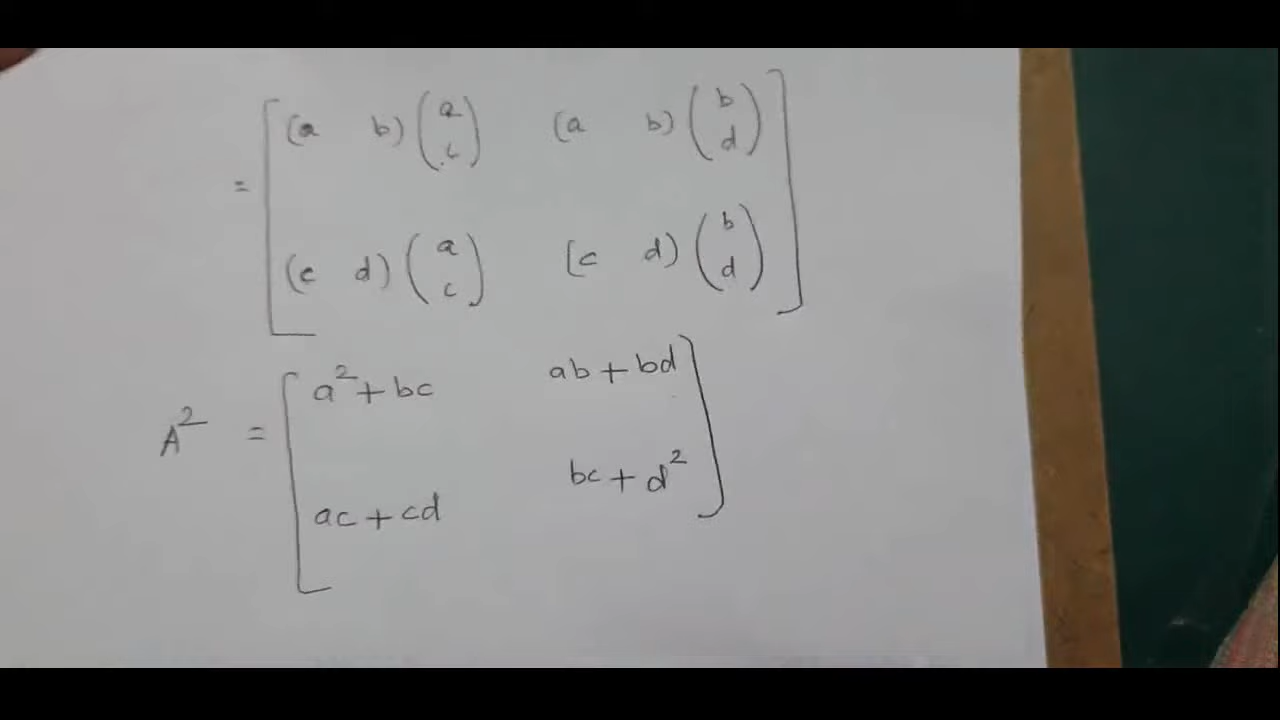 = [ (a b) (a c) (a b) (b d)
(c d) (a c) (c d) (b d) ]
A² = [ a² + bc ab + bd
ac + cd bc + d² ]